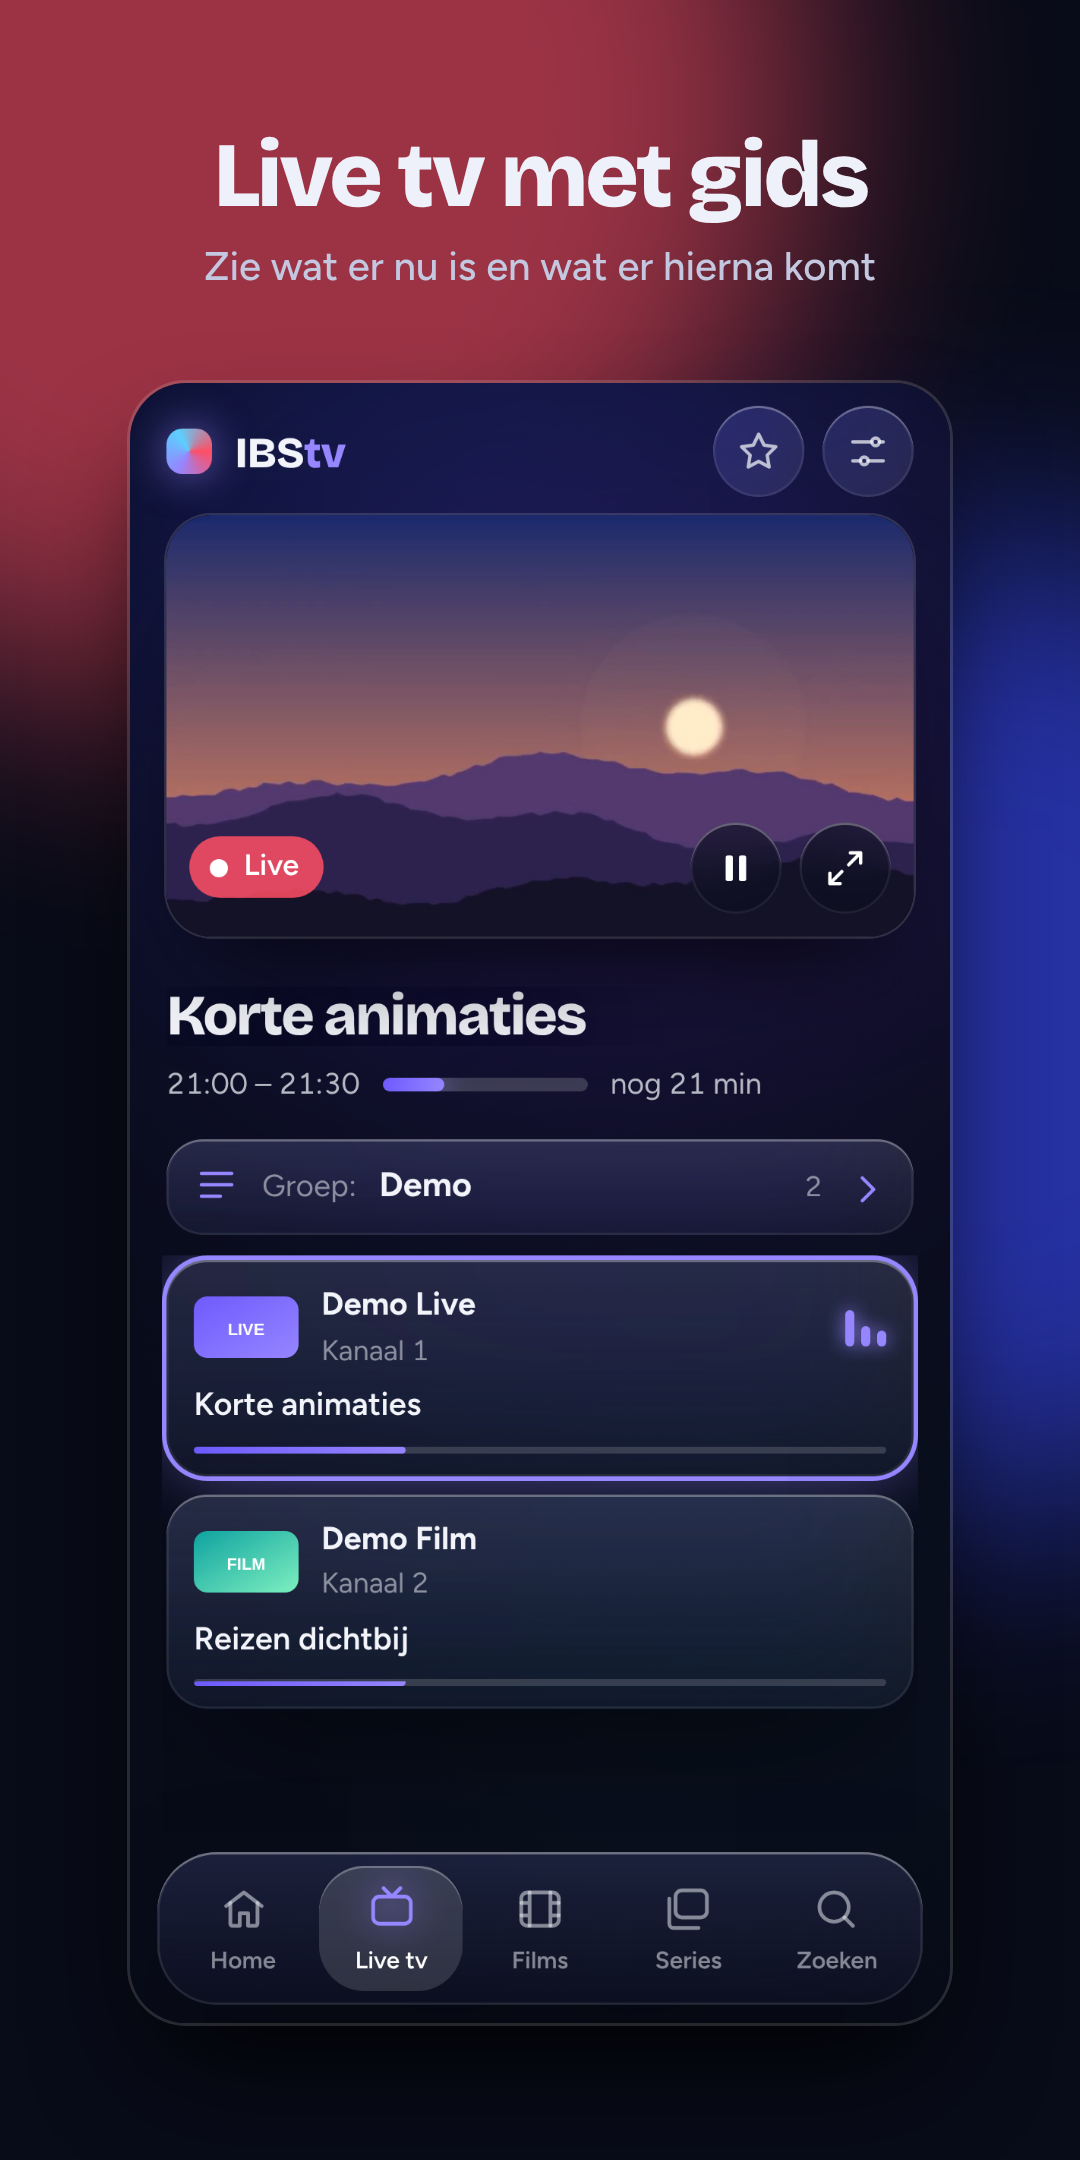 Live tv met gids
Zie wat er nu is en wat er hierna komt
IBStv
Live
Korte animaties
21:00 – 21:30 nog 21 min
Groep: Demo 2
LIVE
Demo Live
Kanaal 1
Korte animaties
FILM
Demo Film
Kanaal 2
Reizen dichtbij
Home Live tv Films Series Zoeken